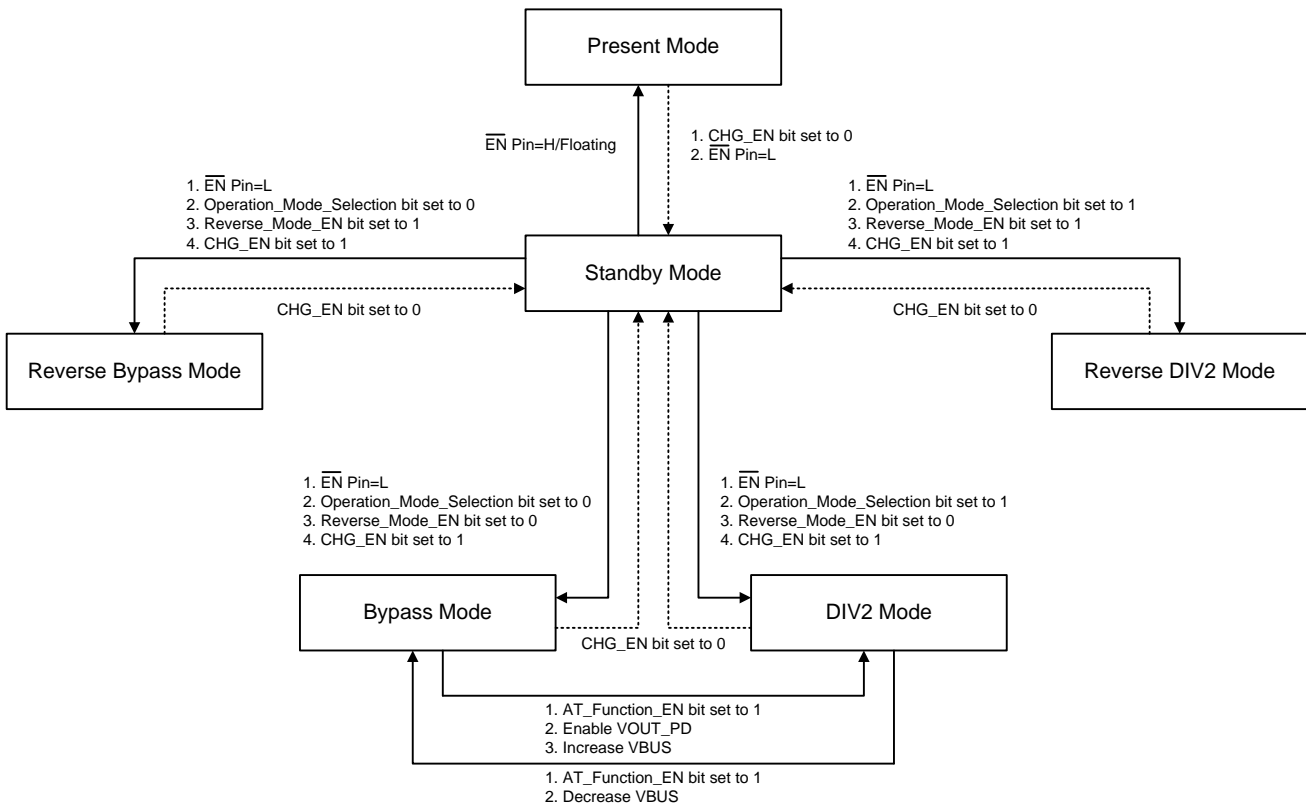 Present Mode
E̅N̅ Pin=H/Floating
1. CHG_EN bit set to 0
2. E̅N̅ Pin=L
1. E̅N̅ Pin=L
2. Operation_Mode_Selection bit set to 0
3. Reverse_Mode_EN bit set to 1
4. CHG_EN bit set to 1
1. E̅N̅ Pin=L
2. Operation_Mode_Selection bit set to 1
3. Reverse_Mode_EN bit set to 1
4. CHG_EN bit set to 1
Standby Mode
CHG_EN bit set to 0
CHG_EN bit set to 0
Reverse Bypass Mode
Reverse DIV2 Mode
1. E̅N̅ Pin=L
2. Operation_Mode_Selection bit set to 0
3. Reverse_Mode_EN bit set to 0
4. CHG_EN bit set to 1
1. E̅N̅ Pin=L
2. Operation_Mode_Selection bit set to 1
3. Reverse_Mode_EN bit set to 0
4. CHG_EN bit set to 1
Bypass Mode
DIV2 Mode
CHG_EN bit set to 0
1. AT_Function_EN bit set to 1
2. Enable VOUT_PD
3. Increase VBUS
1. AT_Function_EN bit set to 1
2. Decrease VBUS